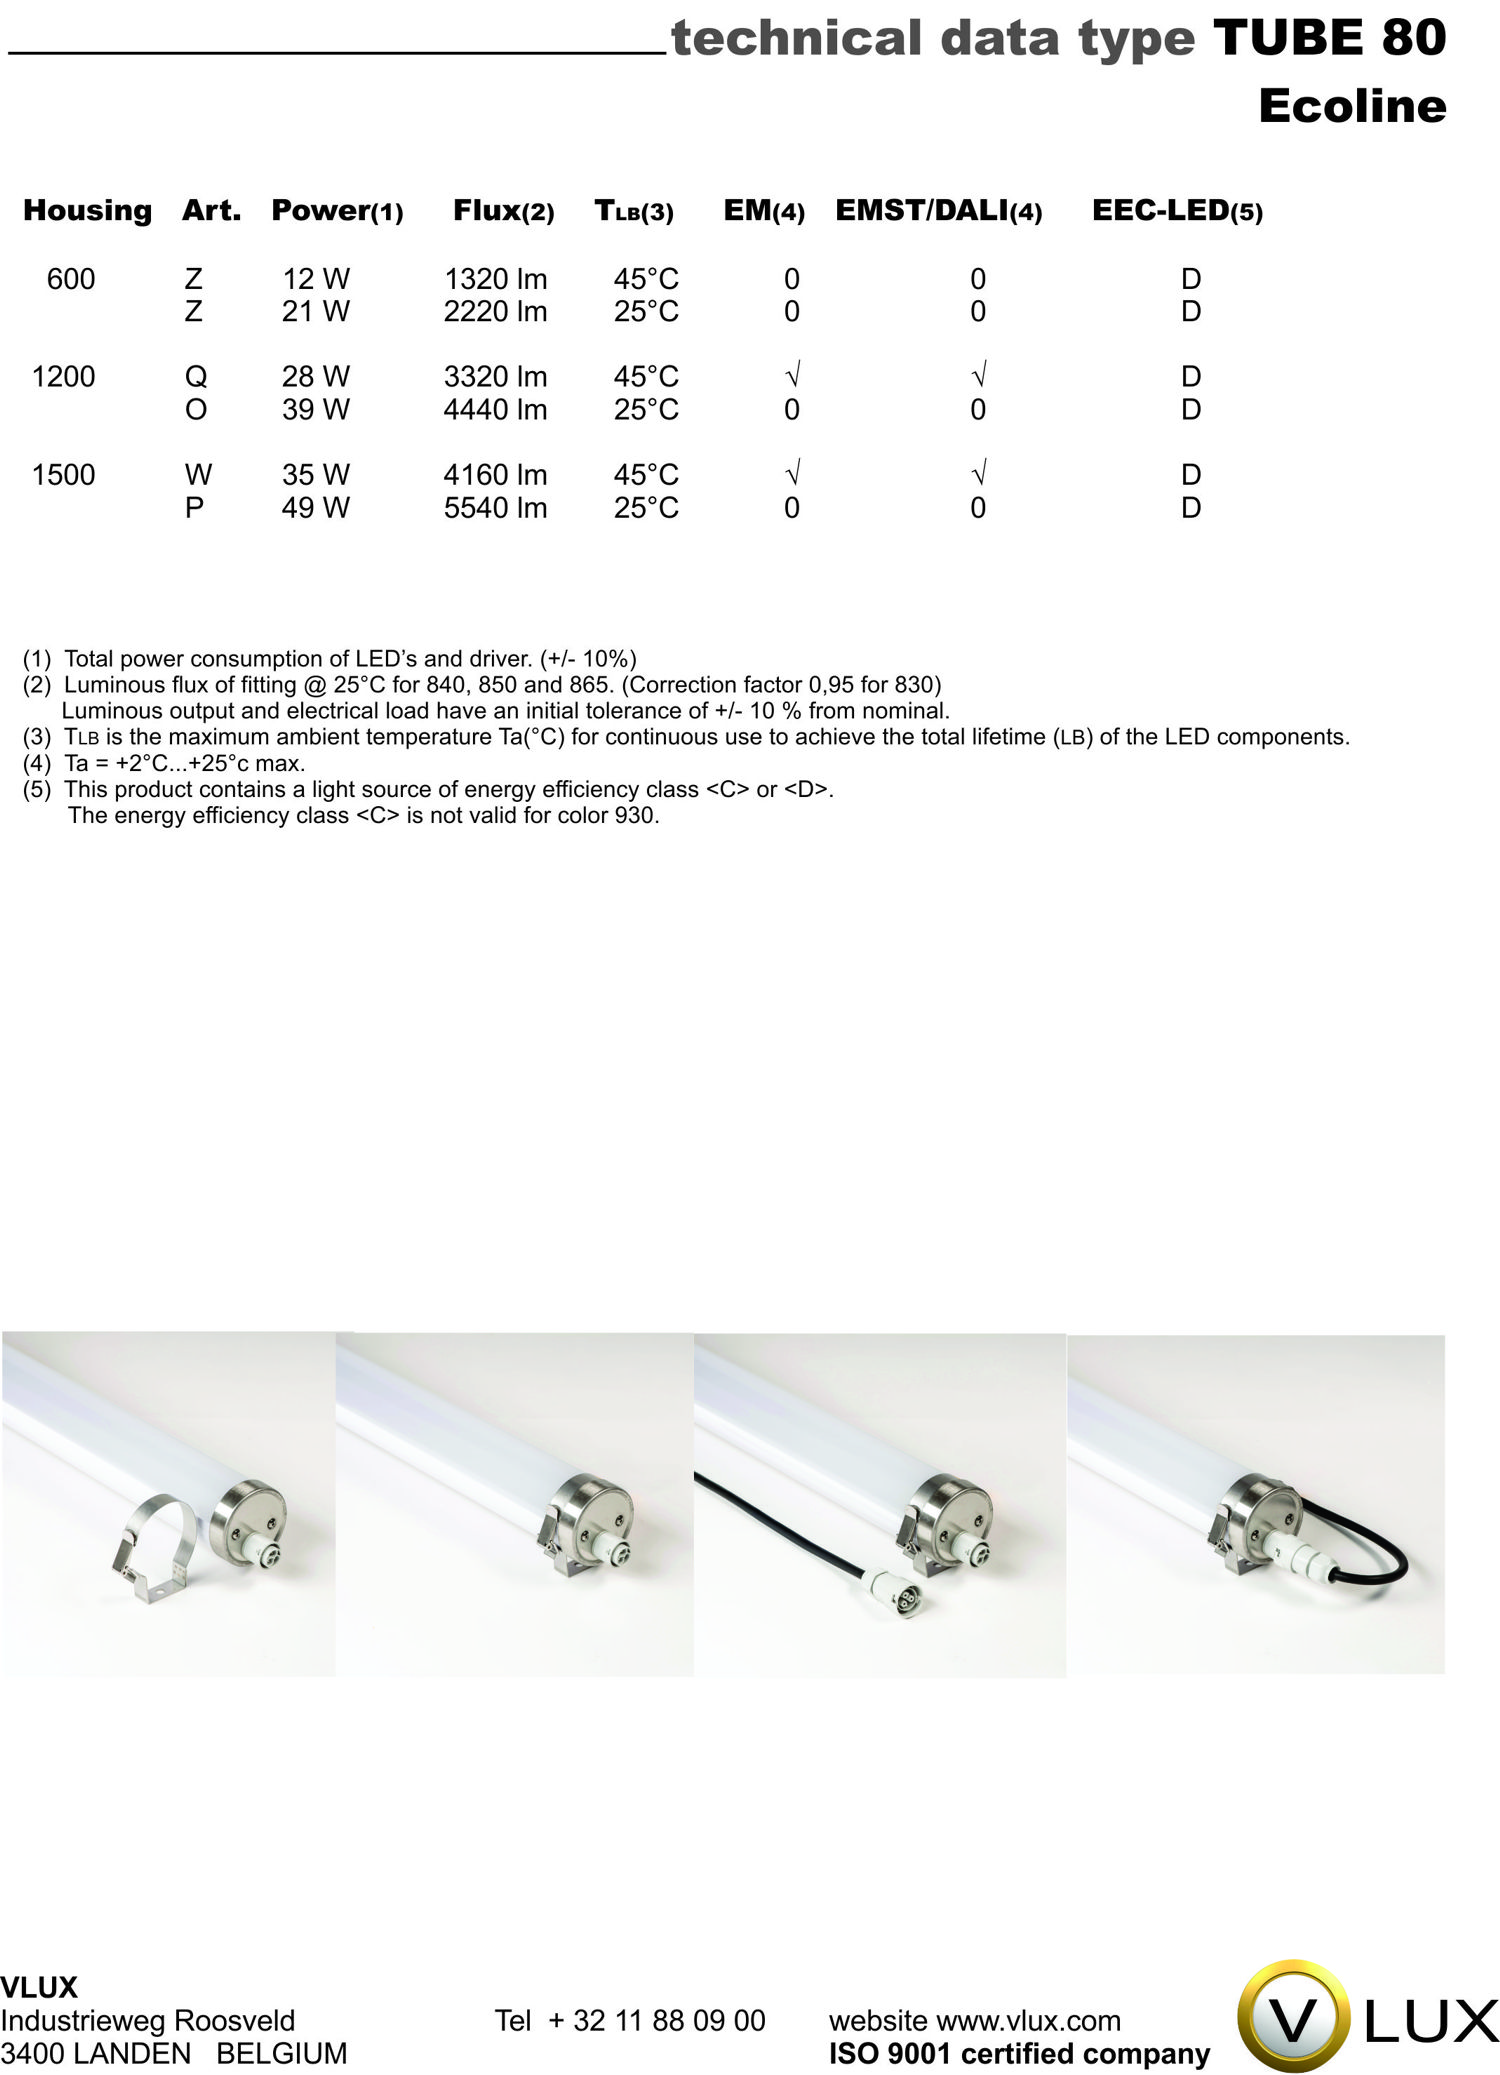 technical data type TUBE 80
Ecoline
Housing Art. Power(1) Flux(2) TLB(3) EM(4) EMST/DALI(4) EEC-LED(5)
600 Z 12 W 1320 lm 45°C 0 0 D
Z 21 W 2220 lm 25°C 0 0 D
1200 Q 28 W 3320 lm 45°C √ √ D
O 39 W 4440 lm 25°C 0 0 D
1500 W 35 W 4160 lm 45°C √ √ D
P 49 W 5540 lm 25°C 0 0 D
(1) Total power consumption of LED’s and driver. (+/- 10%)
(2) Luminous flux of fitting @ 25°C for 840, 850 and 865. (Correction factor 0,95 for 830)
Luminous output and electrical load have an initial tolerance of +/- 10 % from nominal.
(3) TLB is the maximum ambient temperature Ta(°C) for continuous use to achieve the total lifetime (LB) of the LED components.
(4) Ta = +2°C...+25°c max.
(5) This product contains a light source of energy efficiency class <C> or <D>.
The energy efficiency class <C> is not valid for color 930.
VLUX
Industrieweg Roosveld Tel + 32 11 88 09 00 website www.vlux.com
3400 LANDEN BELGIUM ISO 9001 certified company
V LUX